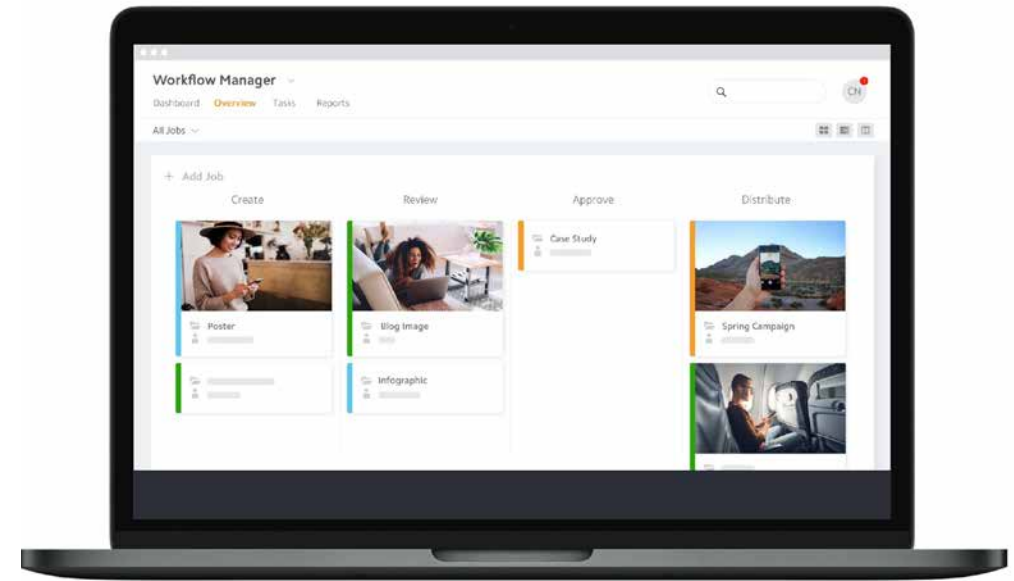 Workflow Manager
Dashboard Overview Tasks Reports
CN
All Jobs
+ Add Job
Create Review Approve Distribute
Case Study
Poster Blog Image Spring Campaign
Infographic